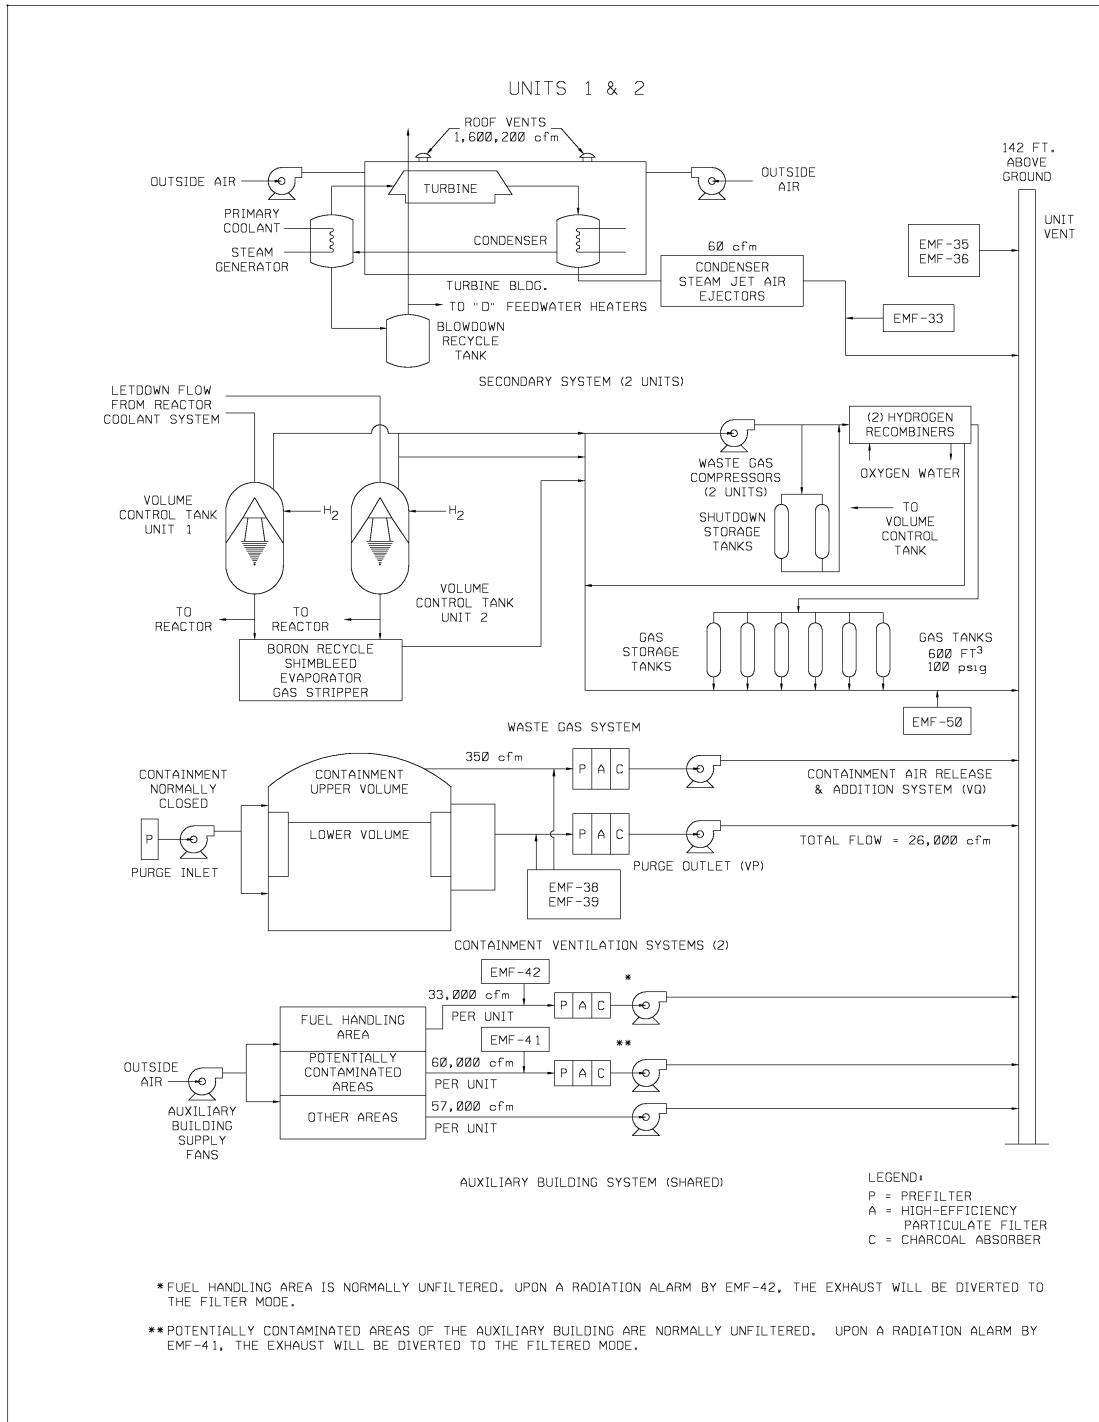 UNITS 1 & 2
ROOF VENTS
1,600,200 cfm
142 FT.
ABOVE
GROUND
OUTSIDE AIR
TURBINE
OUTSIDE
AIR
PRIMARY
COOLANT
UNIT
VENT
STEAM
GENERATOR
CONDENSER
60 cfm
EMF-35
EMF-36
CONDENSER
STEAM JET AIR
EJECTORS
TURBINE BLDG.
TO "D" FEEDWATER HEATERS
EMF-33
BLOWDOWN
RECYCLE
TANK
SECONDARY SYSTEM (2 UNITS)
LETDOWN FLOW
FROM REACTOR
COOLANT SYSTEM
(2) HYDROGEN
RECOMBINERS
WASTE GAS
COMPRESSORS
(2 UNITS)
OXYGEN WATER
VOLUME
CONTROL TANK
UNIT 1
H2
H2
SHUTDOWN
STORAGE
TANKS
TO
VOLUME
CONTROL
TANK
VOLUME
CONTROL TANK
UNIT 2
TO
REACTOR
TO
REACTOR
BORON RECYCLE
SHIMBLEED
EVAPORATOR
GAS STRIPPER
GAS
STORAGE
TANKS
GAS TANKS
600 FT3
100 psig
EMF-50
WASTE GAS SYSTEM
350 cfm
CONTAINMENT
NORMALLY
CLOSED
CONTAINMENT
UPPER VOLUME
P A C
CONTAINMENT AIR RELEASE
& ADDITION SYSTEM (VQ)
P
LOWER VOLUME
P A C
TOTAL FLOW = 26,000 cfm
PURGE INLET
PURGE OUTLET (VP)
EMF-38
EMF-39
CONTAINMENT VENTILATION SYSTEMS (2)
EMF-42
*
33,000 cfm
PER UNIT
P A C
FUEL HANDLING
AREA
EMF-41
**
POTENTIALLY
CONTAMINATED
AREAS
60,000 cfm
PER UNIT
P A C
OUTSIDE
AIR
OTHER AREAS
57,000 cfm
PER UNIT
AUXILIARY
BUILDING
SUPPLY
FANS
AUXILIARY BUILDING SYSTEM (SHARED)
LEGEND:
P = PREFILTER
A = HIGH-EFFICIENCY
PARTICULATE FILTER
C = CHARCOAL ABSORBER
* FUEL HANDLING AREA IS NORMALLY UNFILTERED. UPON A RADIATION ALARM BY EMF-42, THE EXHAUST WILL BE DIVERTED TO
THE FILTER MODE.
** POTENTIALLY CONTAMINATED AREAS OF THE AUXILIARY BUILDING ARE NORMALLY UNFILTERED. UPON A RADIATION ALARM BY
EMF-41, THE EXHAUST WILL BE DIVERTED TO THE FILTERED MODE.